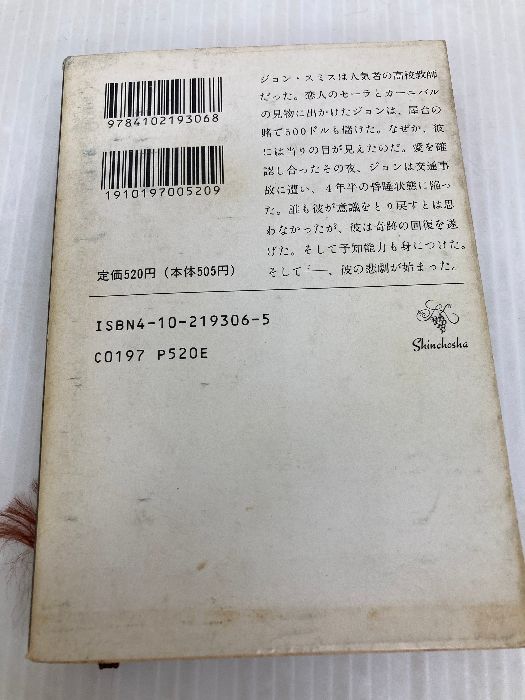 ジョン・スミスは人気者の高校教師
だった。恋人のセーラとカーニバル
の見物に出かけたジョンは、屋台の
賭で500ドルも儲けた。なぜか、彼
には当りの目が見えたのだ。愛を確
認し合ったその夜、ジョンは交通事
故に遭い、4年半の昏睡状態に陥っ
た。誰も彼が意識をとり戻すとは思
わなかったが、彼は奇跡の回復を遂
げた。そして予知能力も身につけた。
そして―、彼の悲劇が始まった。
9784102193068
1910197005209
定価520円(本体505円)
ISBN4-10-219306-5
C0197 P520E
Shinchosha